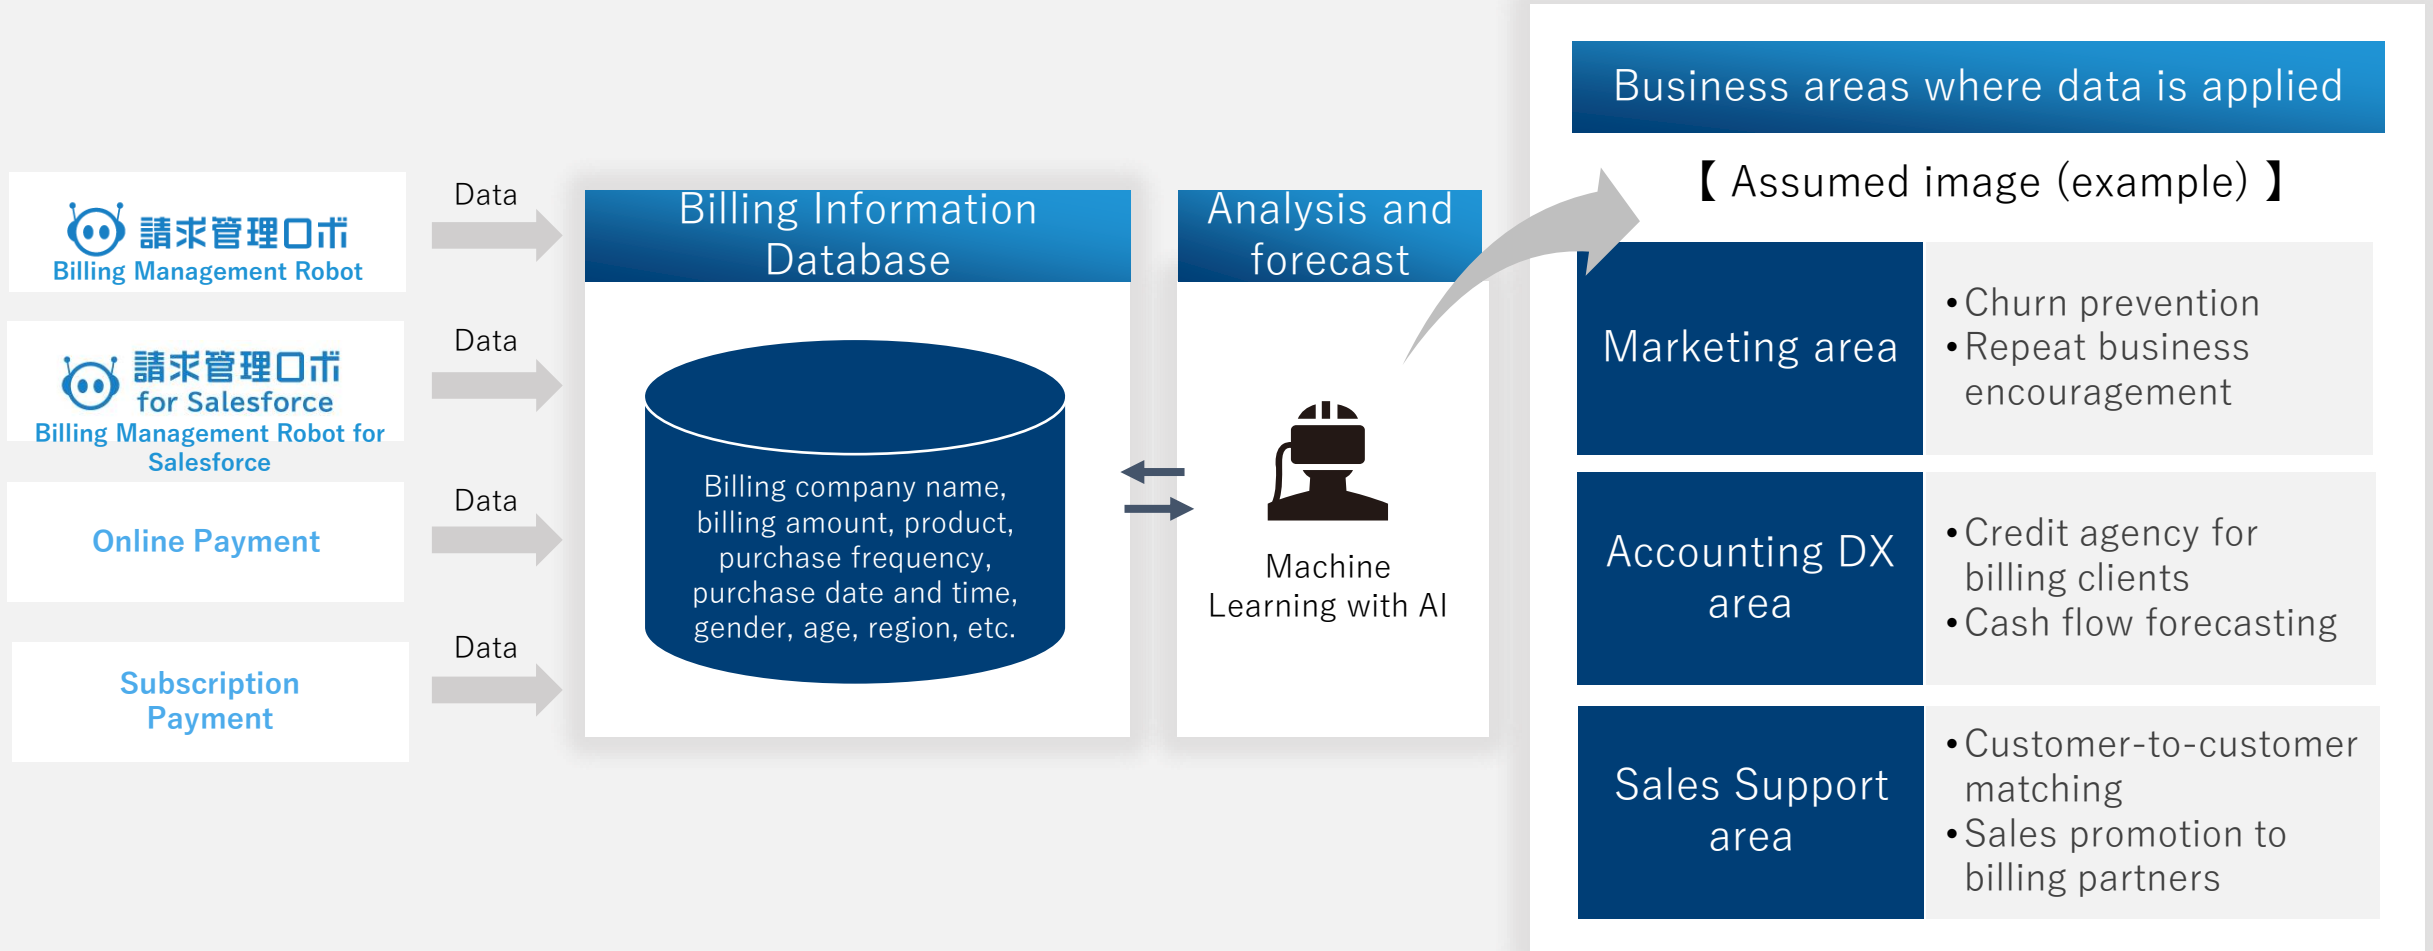 請求管理ロボ
Billing Management Robot
Data
請求管理ロボ
for Salesforce
Billing Management Robot for
Salesforce
Data
Online Payment
Data
Subscription
Payment
Data
Billing Information
Database
Billing company name,
billing amount, product,
purchase frequency,
purchase date and time,
gender, age, region, etc.
Analysis and
forecast
Machine
Learning with AI
Business areas where data is applied
【 Assumed image (example) 】
Marketing area
•Churn prevention
•Repeat business
encouragement
Accounting DX
area
•Credit agency for
billing clients
•Cash flow forecasting
Sales Support
area
•Customer-to-customer
matching
•Sales promotion to
billing partners